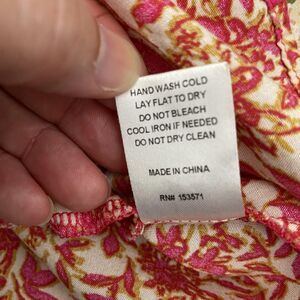 HAND WASH COLD
LAY FLAT TO DRY
DO NOT BLEACH
COOL IRON IF NEEDED
DO NOT DRY CLEAN
MADE IN CHINA
RN# 153571